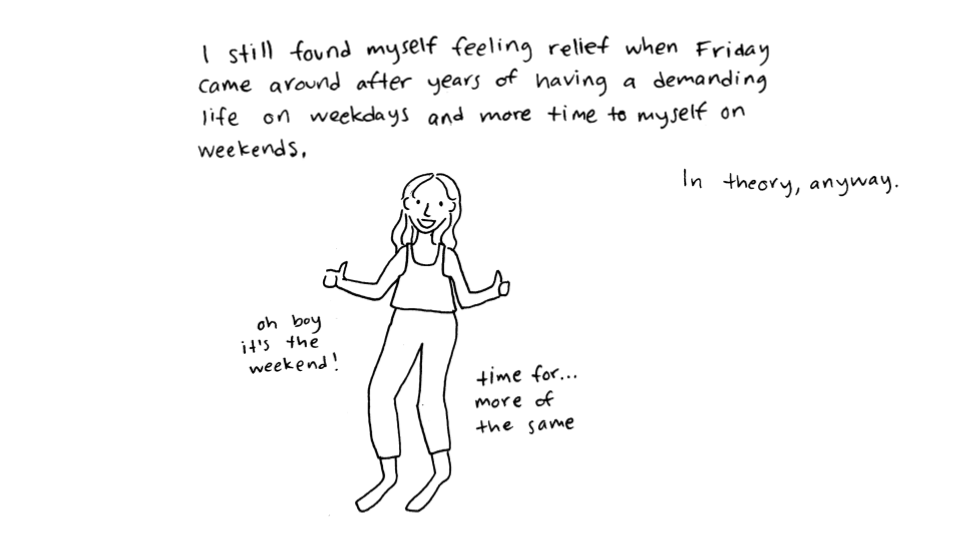 I still found myself feeling relief when Friday
came around after years of having a demanding
life on weekdays and more time to myself on
weekends.
In theory, anyway.
oh boy
it's the
weekend!
time for...
more of
the same